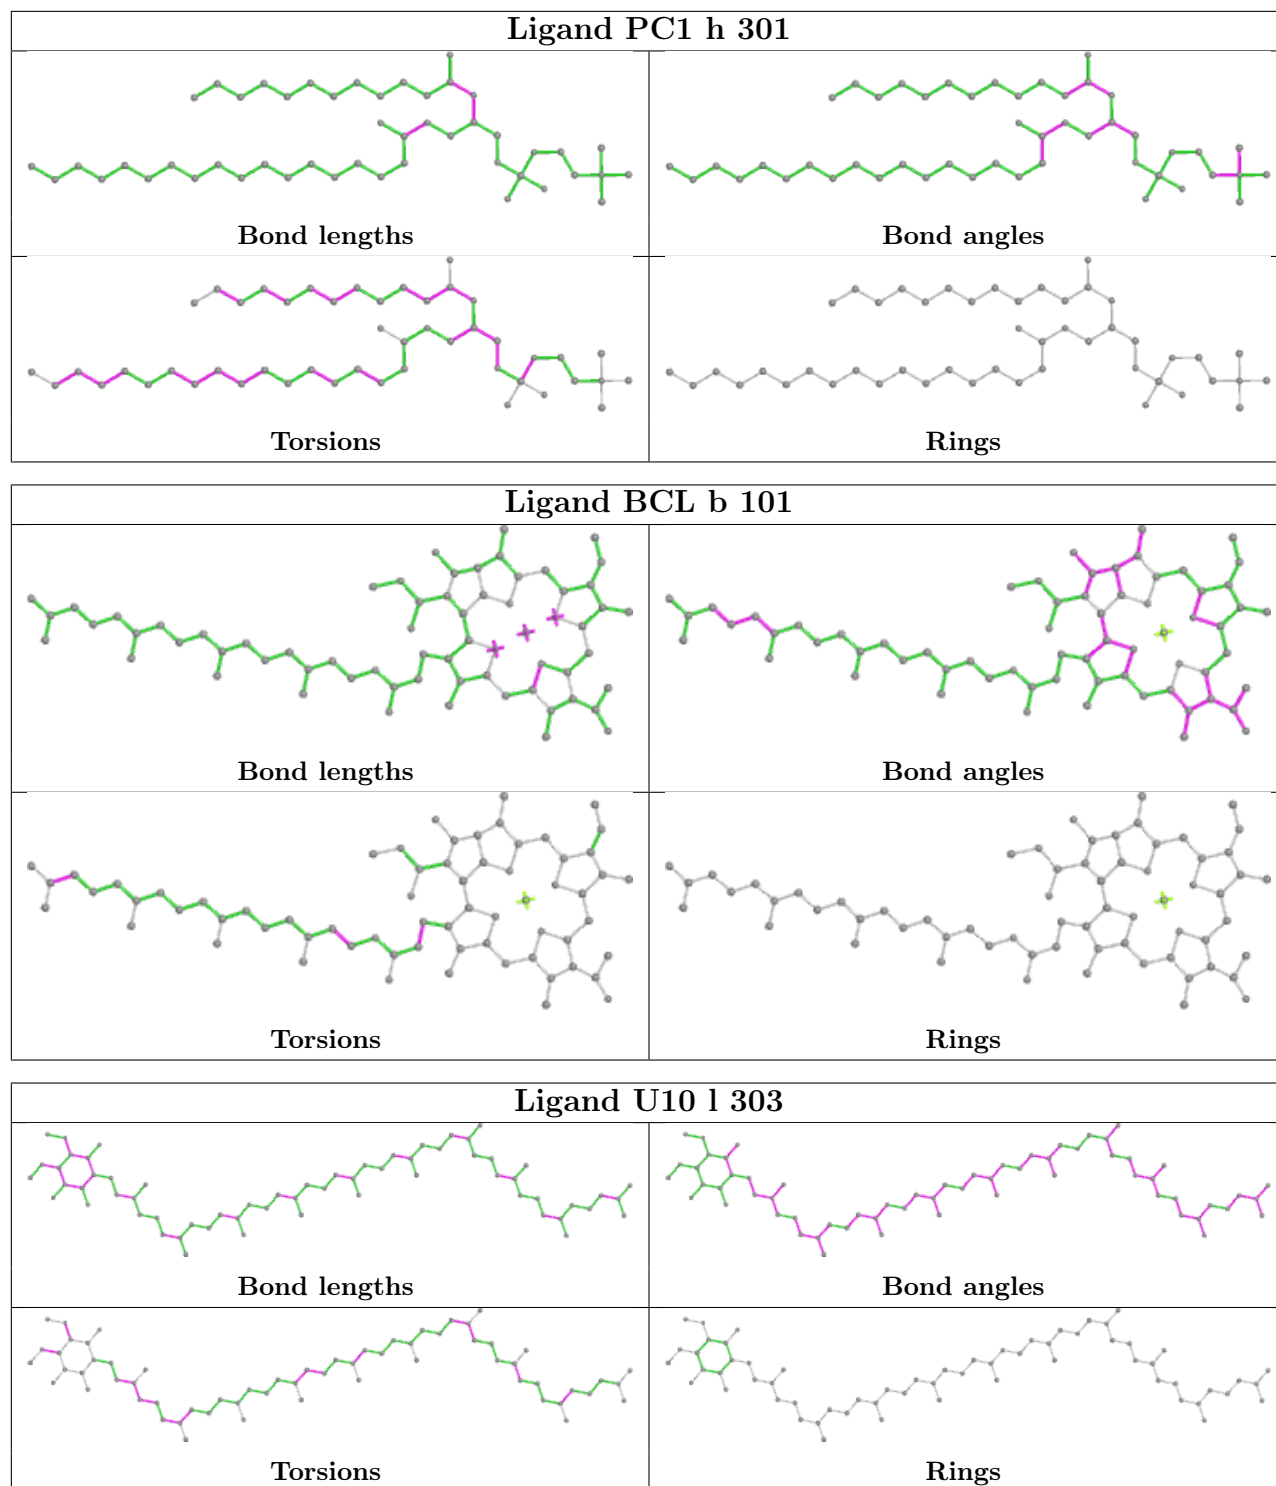 Ligand PC1 h 301
Bond lengths
Bond angles
Torsions
Rings
Ligand BCL b 101
Bond lengths
Bond angles
Torsions
Rings
Ligand U10 l 303
Bond lengths
Bond angles
Torsions
Rings